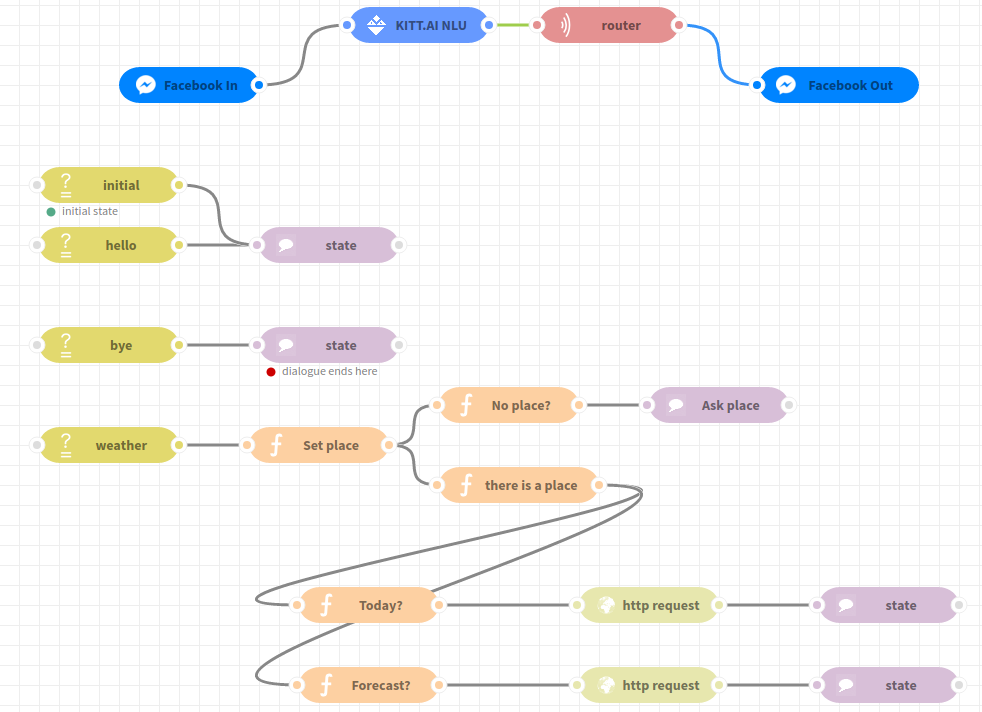 KITT.AI NLU
router
Facebook In
Facebook Out
initial
initial state
hello
state
bye
state
dialogue ends here
No place?
Ask place
weather
Set place
there is a place
Today?
http request
state
Forecast?
http request
state